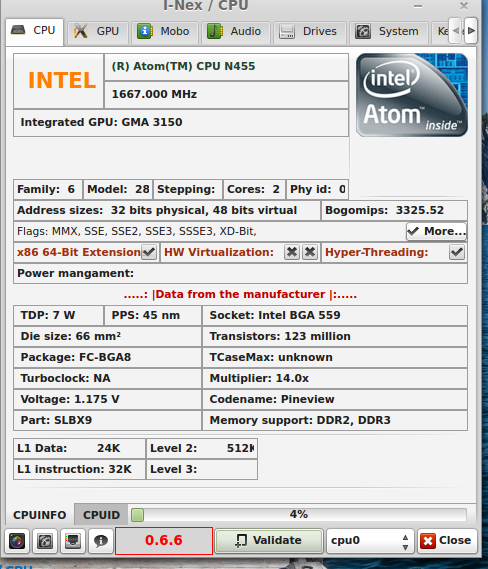 I-Nex / CPU
CPU GPU Mobo Audio Drives System
INTEL
(R) Atom(TM) CPU N455
1667.000 MHz
Integrated GPU: GMA 3150
intel
Atom™
inside™
Family: 6 Model: 28 Stepping: Cores: 2 Phy id: 0
Address sizes: 32 bits physical, 48 bits virtual Bogomips: 3325.52
Flags: MMX, SSE, SSE2, SSE3, SSSE3, XD-Bit, More...
x86 64-Bit Extension HW Virtualization: Hyper-Threading:
Power mangament:
.....: |Data from the manufacturer |:.....
TDP: 7 W PPS: 45 nm Socket: Intel BGA 559
Die size: 66 mm² Transistors: 123 million
Package: FC-BGA8 TCaseMax: unknown
Turboclock: NA Multiplier: 14.0x
Voltage: 1.175 V Codename: Pineview
Part: SLBX9 Memory support: DDR2, DDR3
L1 Data: 24K Level 2: 512K
L1 instruction: 32K Level 3:
CPUINFO CPUID 4%
0.6.6 Validate cpu0 Close